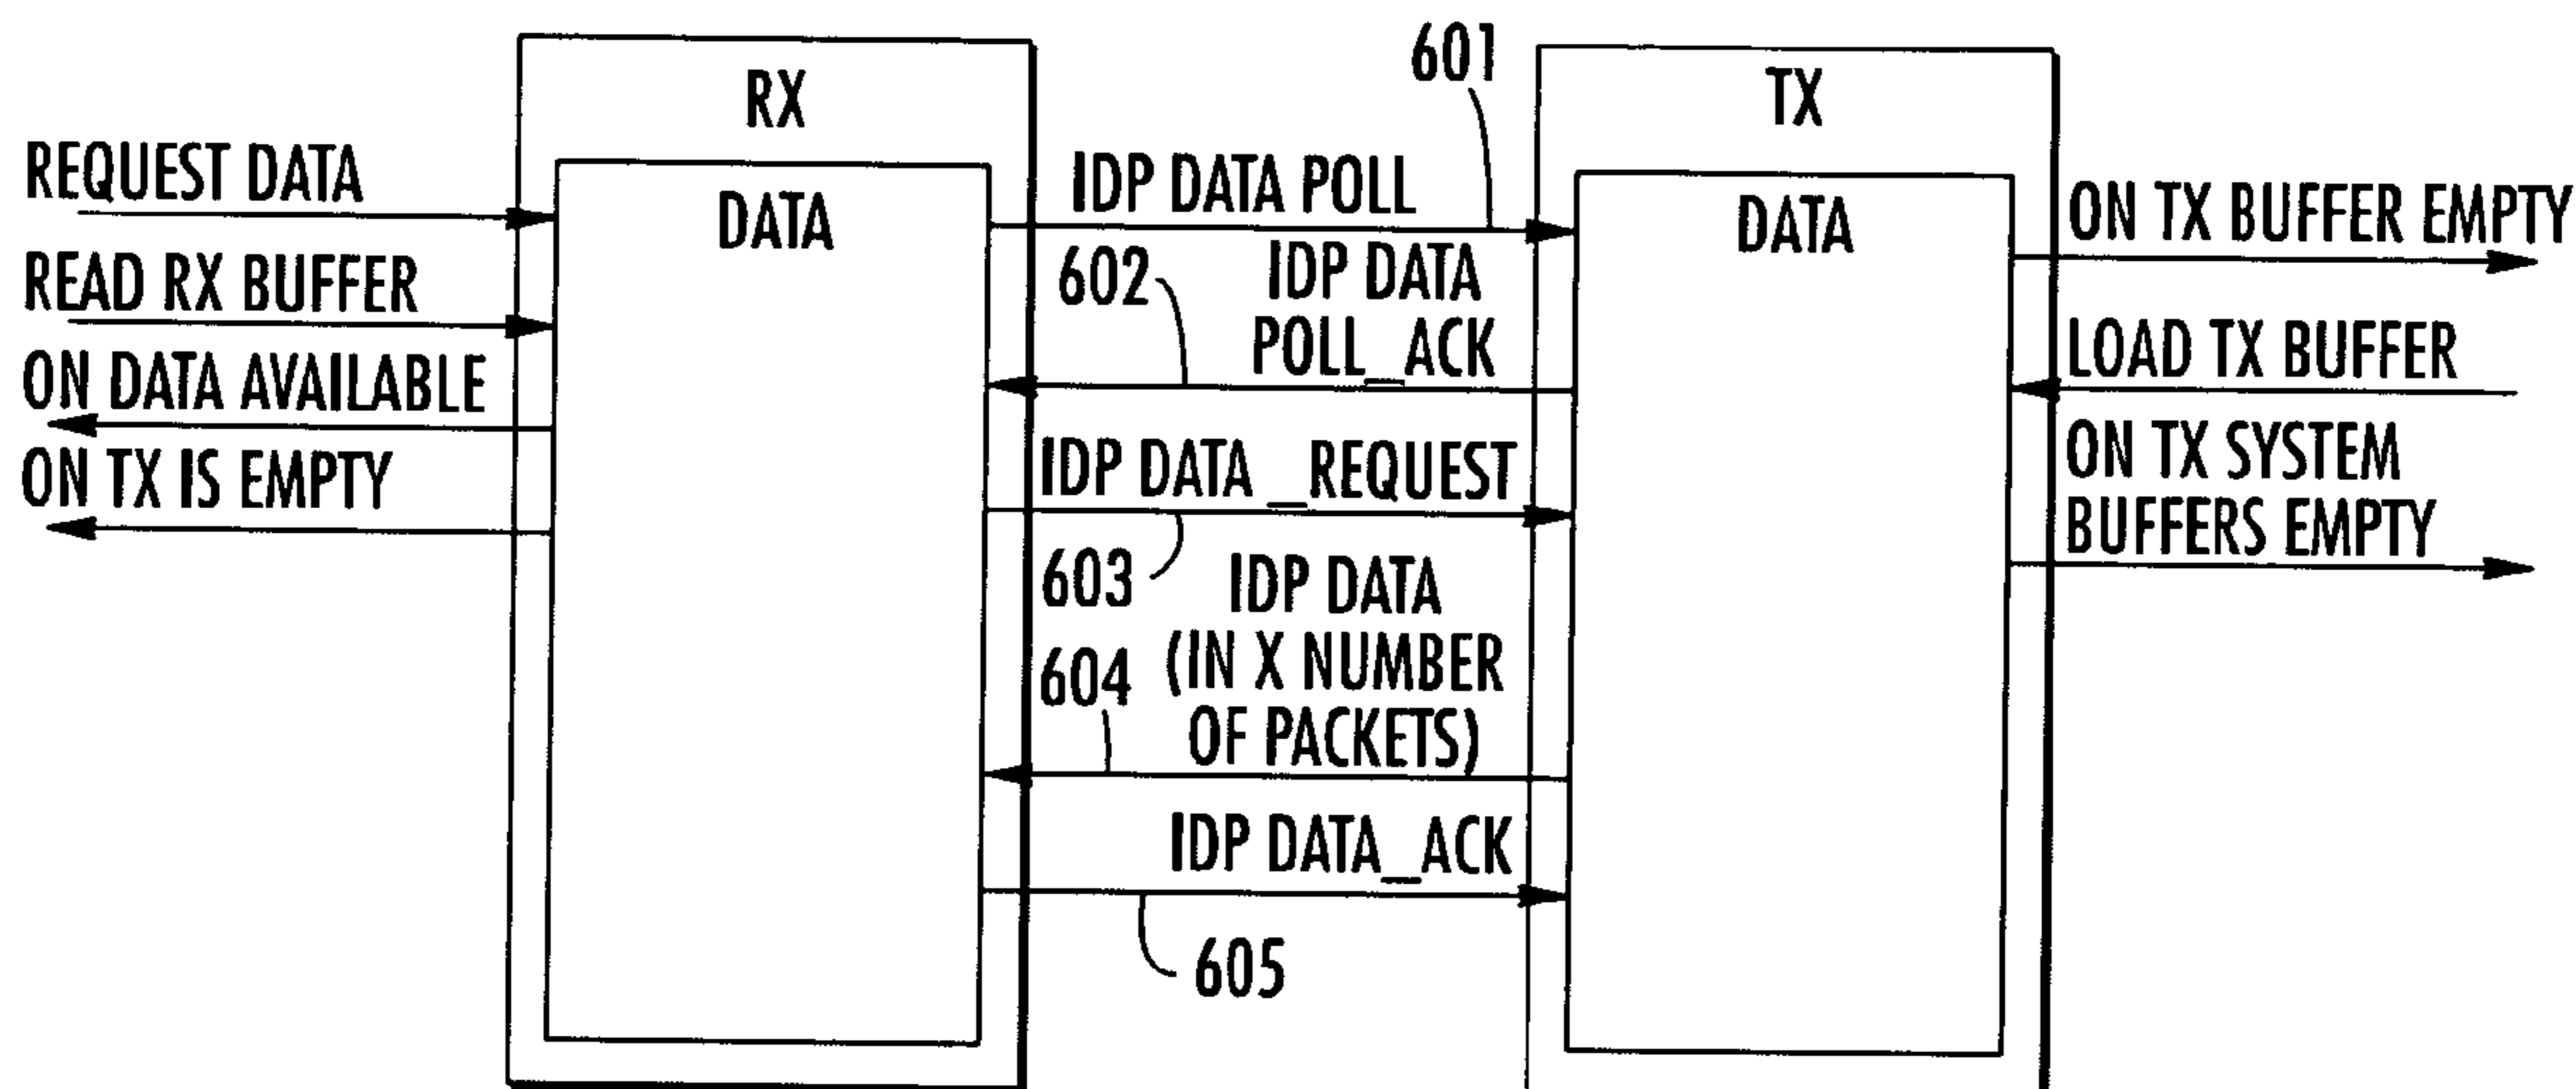 RX
TX
601
REQUEST DATA
READ RX BUFFER
ON DATA AVAILABLE
ON TX IS EMPTY
DATA
IDP DATA POLL
602
IDP DATA
POLL_ACK
IDP DATA _REQUEST
603
IDP DATA
(IN X NUMBER
OF PACKETS)
604
IDP DATA_ACK
605
DATA
ON TX BUFFER EMPTY
LOAD TX BUFFER
ON TX SYSTEM
BUFFERS EMPTY